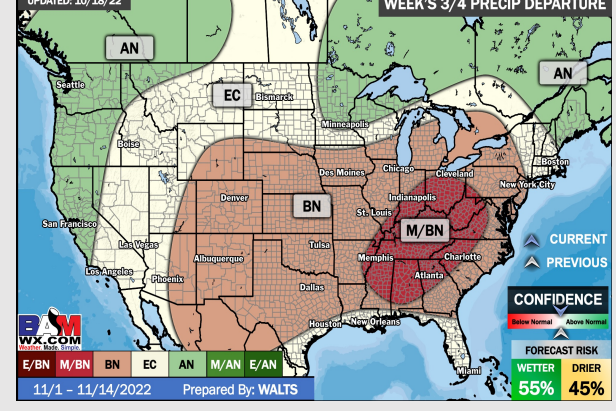 UPDATED: 10/18/22
WEEK'S 3/4 PRECIP DEPARTURE
AN
AN
Seattle
EC
Bismarck
Minneapolis
Boise
Boston
Des Moines
Chicago
Cleveland
New York City
Denver
BN
Indianapolis
St. Louis
San Francisco
M/BN
Las Vegas
Tulsa
Memphis
Charlotte
CURRENT
Albuquerque
Los Angeles
Phoenix
Atlanta
PREVIOUS
Dallas
CONFIDENCE
Below Normal
Above Normal
Houston
New Orleans
BAM
WX.COM
Weather. Made. Simple.
FORECAST RISK
E/BN M/BN BN EC AN M/AN E/AN
WETTER DRIER
Miami
11/1 – 11/14/2022 Prepared By: WALTS
55% 45%